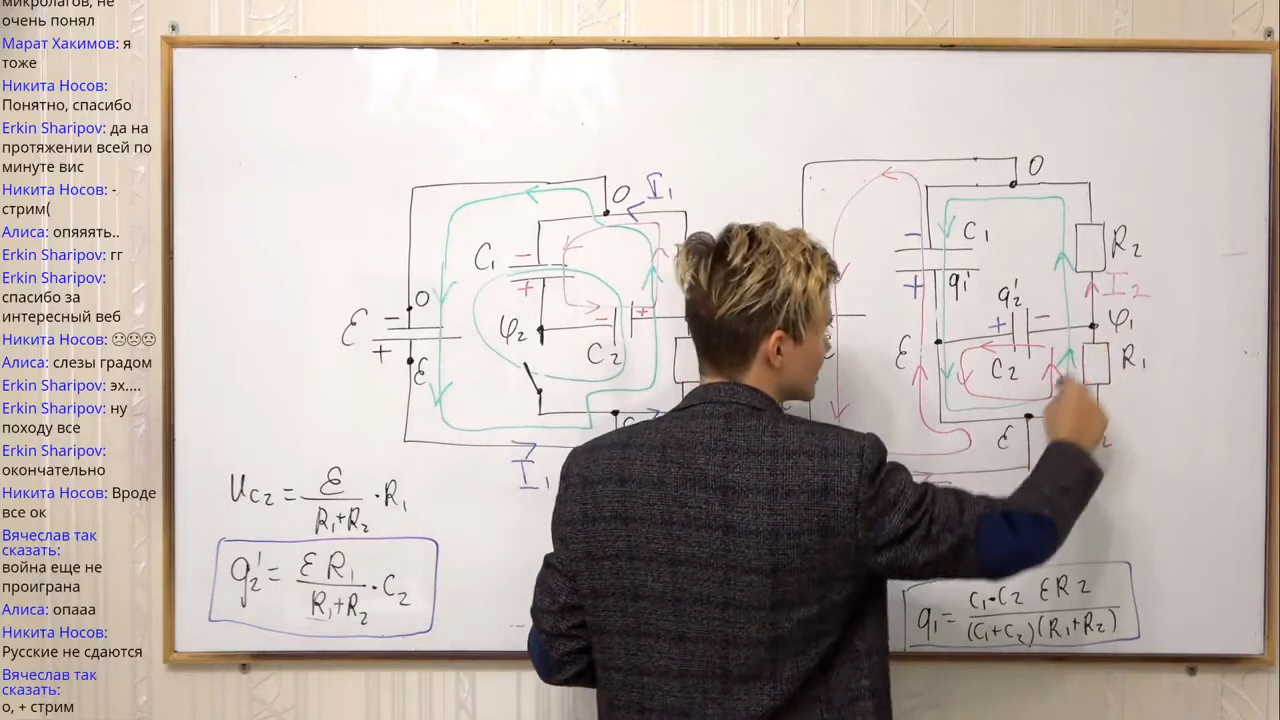 микролагов, не
очень понял
Марат Хакимов: я
тоже
Никита Носов:
Понятно, спасибо
Erkin Sharipov: да на
протяжении всей по
минуте вис
Никита Носов: -
стрим(
Алиса: опяяять..
Erkin Sharipov: гг
Erkin Sharipov:
спасибо за
интересный веб
Никита Носов: ☹☹☹
Алиса: слезы градом
Erkin Sharipov: эх....
Erkin Sharipov: ну
походу все
Erkin Sharipov:
окончательно
Никита Носов: Вроде
все ок
Вячеслав так
сказать:
война еще не
проиграна
Алиса: опааа
Никита Носов:
Русские не сдаются
Вячеслав так
сказать:
о, + стрим
0
I₁
C₁
−
+
0
ℰ
−
+
ℰ
φ₂
−
+
C₂
I₁
U_C₂ = ℰ/(R₁+R₂) · R₁
q₂' = ℰR₁/(R₁+R₂) · C₂
0
−
C₁
R₂
+
q₁'
q₂'
I₂
+
−
φ₁
ℰ
C₂
R₁
ℰ
q₁ = C₁·C₂ ℰR₂/((C₁+C₂)(R₁+R₂))